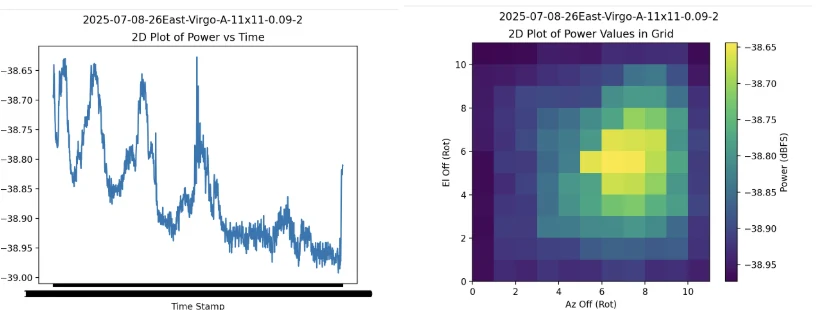 2025-07-08-26East-Virgo-A-11x11-0.09-2
2D Plot of Power vs Time
−38.65
−38.70
−38.75
−38.80
−38.85
−38.90
−38.95
−39.00
Time Stamp
2025-07-08-26East-Virgo-A-11x11-0.09-2
2D Plot of Power Values in Grid
El Off (Rot)
10
8
6
4
2
0
0 2 4 6 8 10
Az Off (Rot)
−38.65
−38.70
−38.75
−38.80
−38.85
−38.90
−38.95
Power (dBFS)